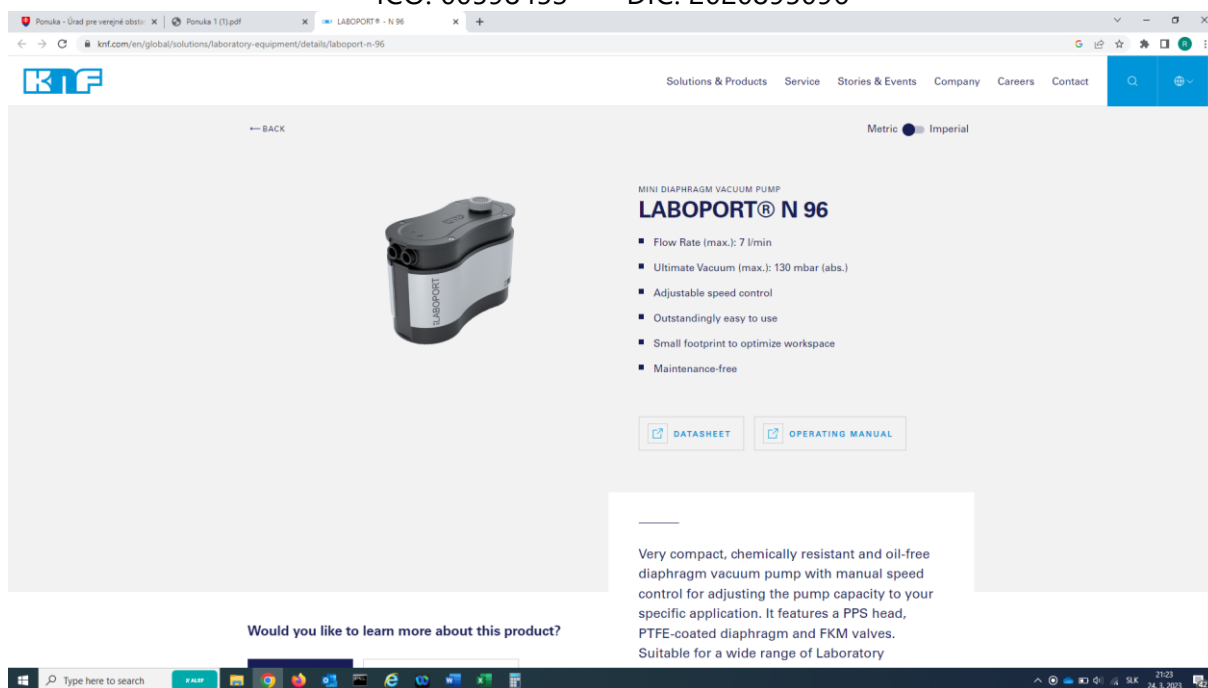 IČO: 00598453 DIČ: 2020895096
Ponuka - Úrad pre verejné obsta
Ponuka 1 (1).pdf
LABOPORT® - N 96
knf.com/en/global/solutions/laboratory-equipment/details/laboport-n-96
KNF
Solutions & Products Service Stories & Events Company Careers Contact
← BACK
Metric Imperial
MINI DIAPHRAGM VACUUM PUMP
LABOPORT® N 96
Flow Rate (max.): 7 l/min
Ultimate Vacuum (max.): 130 mbar (abs.)
Adjustable speed control
Outstandingly easy to use
Small footprint to optimize workspace
Maintenance-free
LABOPORT
DATASHEET
OPERATING MANUAL
Very compact, chemically resistant and oil-free
diaphragm vacuum pump with manual speed
control for adjusting the pump capacity to your
specific application. It features a PPS head,
PTFE-coated diaphragm and FKM valves.
Suitable for a wide range of Laboratory
Would you like to learn more about this product?
Type here to search
SLK
21:23
24. 3. 2023